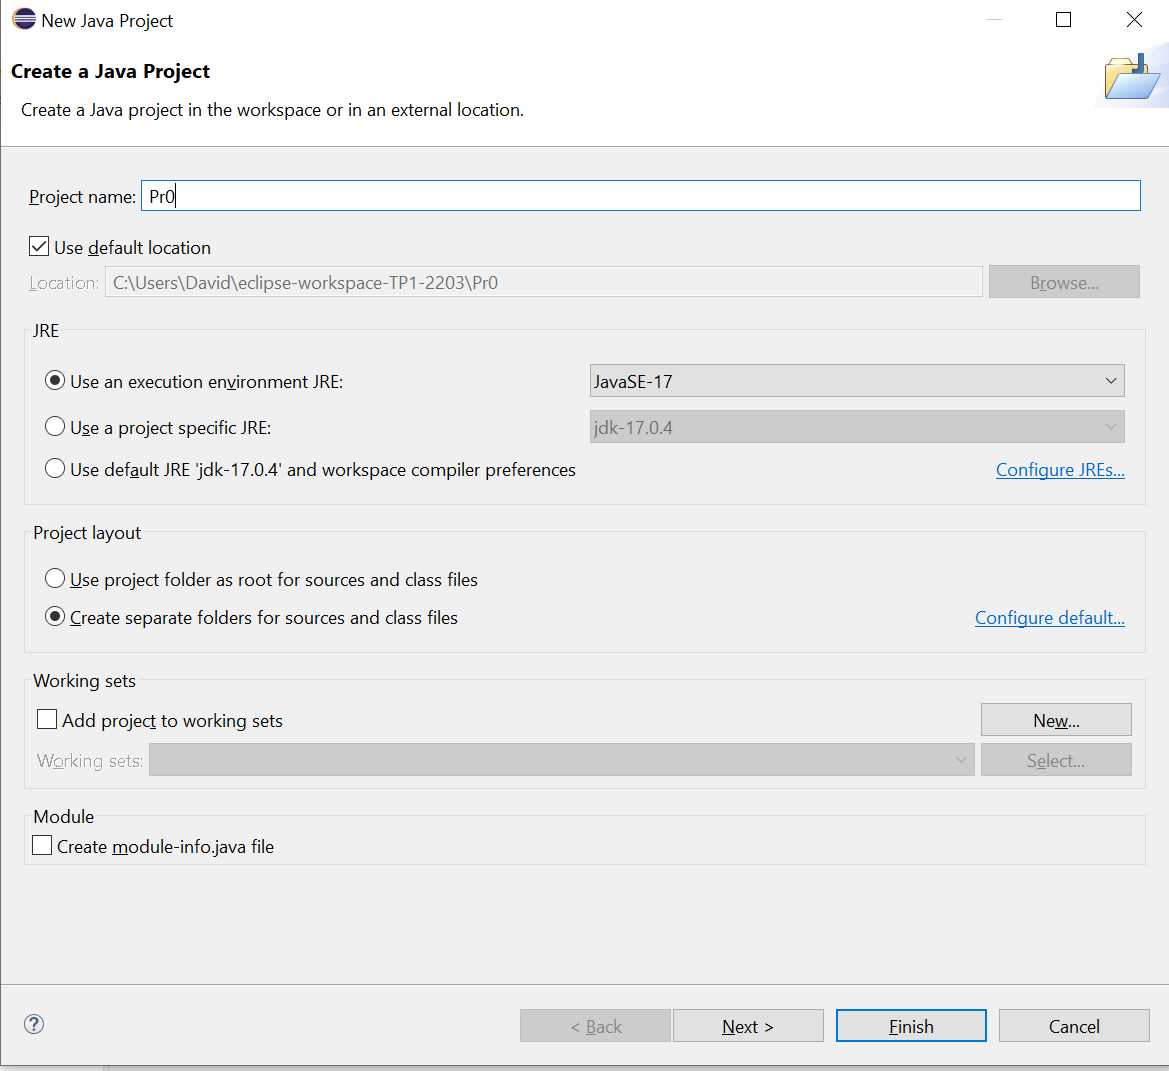 New Java Project
Create a Java Project
Create a Java project in the workspace or in an external location.
Project name: Pr0
Use default location
Location: C:\Users\David\eclipse-workspace-TP1-2203\Pr0 Browse...
JRE
Use an execution environment JRE: JavaSE-17
Use a project specific JRE: jdk-17.0.4
Use default JRE 'jdk-17.0.4' and workspace compiler preferences Configure JREs...
Project layout
Use project folder as root for sources and class files
Create separate folders for sources and class files Configure default...
Working sets
Add project to working sets New...
Working sets: Select...
Module
Create module-info.java file
? < Back Next > Finish Cancel